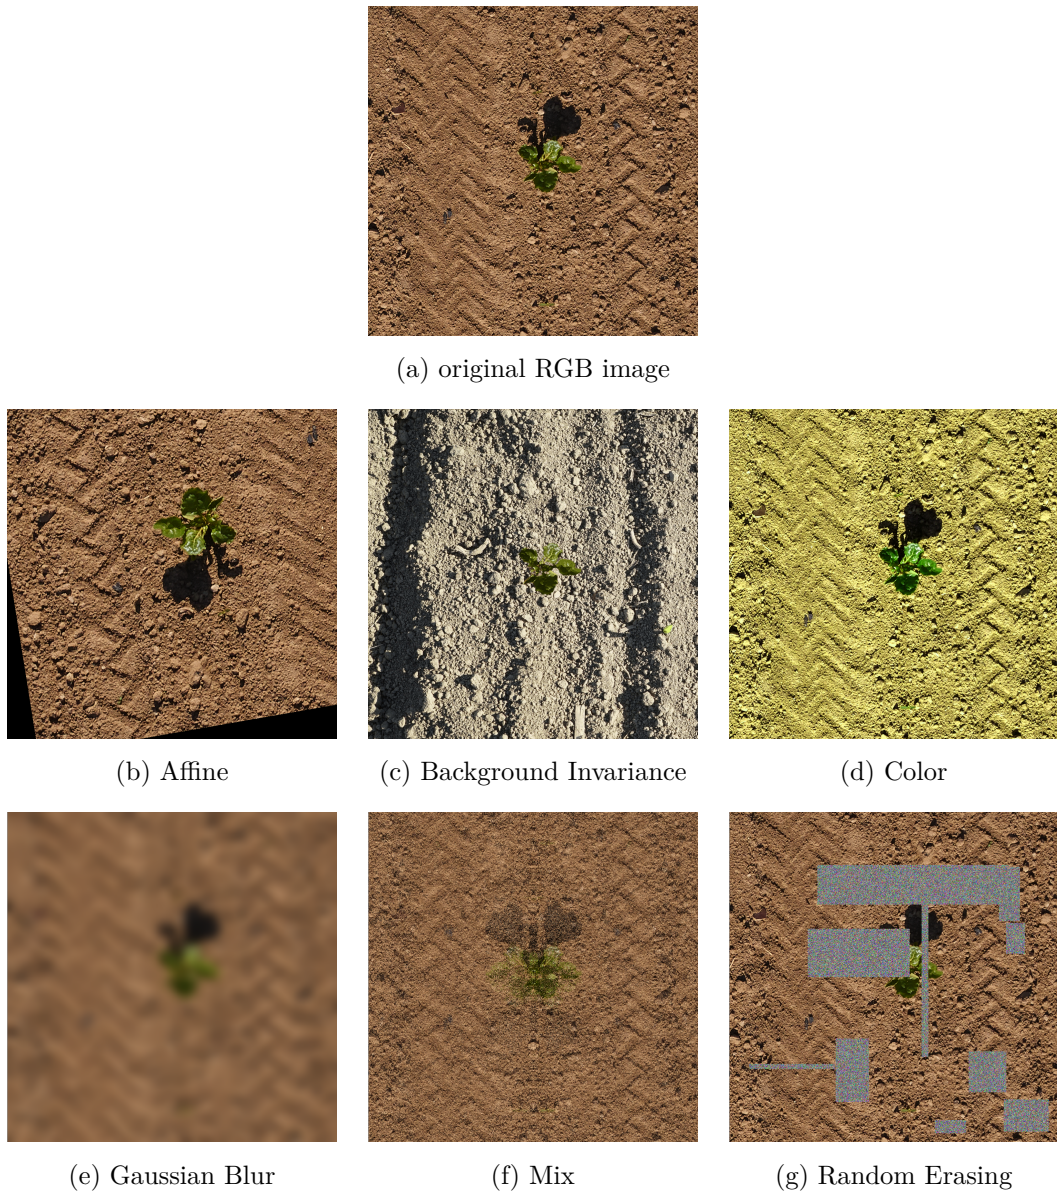 (a) original RGB image
(b) Affine
(c) Background Invariance
(d) Color
(e) Gaussian Blur
(f) Mix
(g) Random Erasing